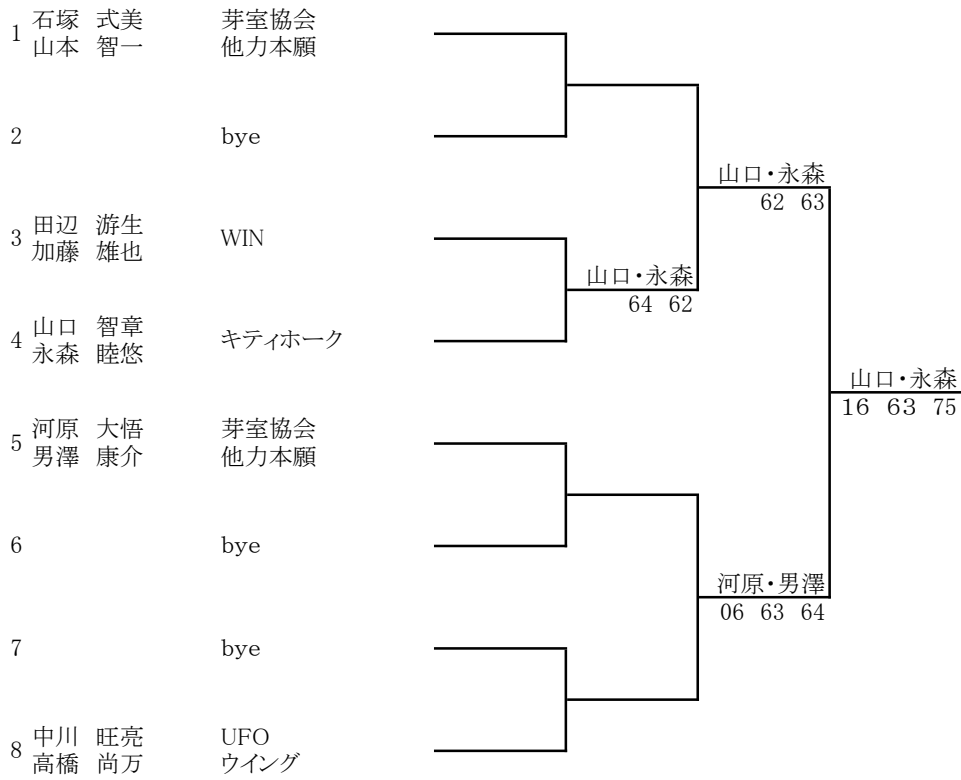 1 石塚 式美 芽室協会
山本 智一 他力本願
2 bye
山口・永森
62 63
3 田辺 游生 WIN
加藤 雄也
山口・永森
64 62
4 山口 智章 キティホーク
永森 睦悠
山口・永森
16 63 75
5 河原 大悟 芽室協会
男澤 康介 他力本願
6 bye
河原・男澤
06 63 64
7 bye
8 中川 旺亮 UFO
高橋 尚万 ウイング